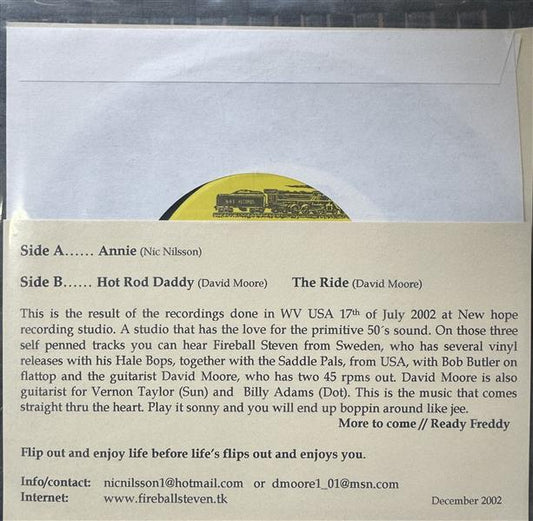 Side A...... Annie (Nic Nilsson)
Side B...... Hot Rod Daddy (David Moore) The Ride (David Moore)
This is the result of the recordings done in WV USA 17th of July 2002 at New hope
recording studio. A studio that has the love for the primitive 50´s sound. On those three
self penned tracks you can hear Fireball Steven from Sweden, who has several vinyl
releases with his Hale Bops, together with the Saddle Pals, from USA, with Bob Butler on
flattop and the guitarist David Moore, who has two 45 rpms out. David Moore is also
guitarist for Vernon Taylor (Sun) and Billy Adams (Dot). This is the music that comes
straight thru the heart. Play it sonny and you will end up boppin around like jee.
More to come // Ready Freddy
Flip out and enjoy life before life's flips out and enjoys you.
Info/contact: nicnilsson1@hotmail.com or dmoore1_01@msn.com
Internet: www.fireballsteven.tk
December 2002